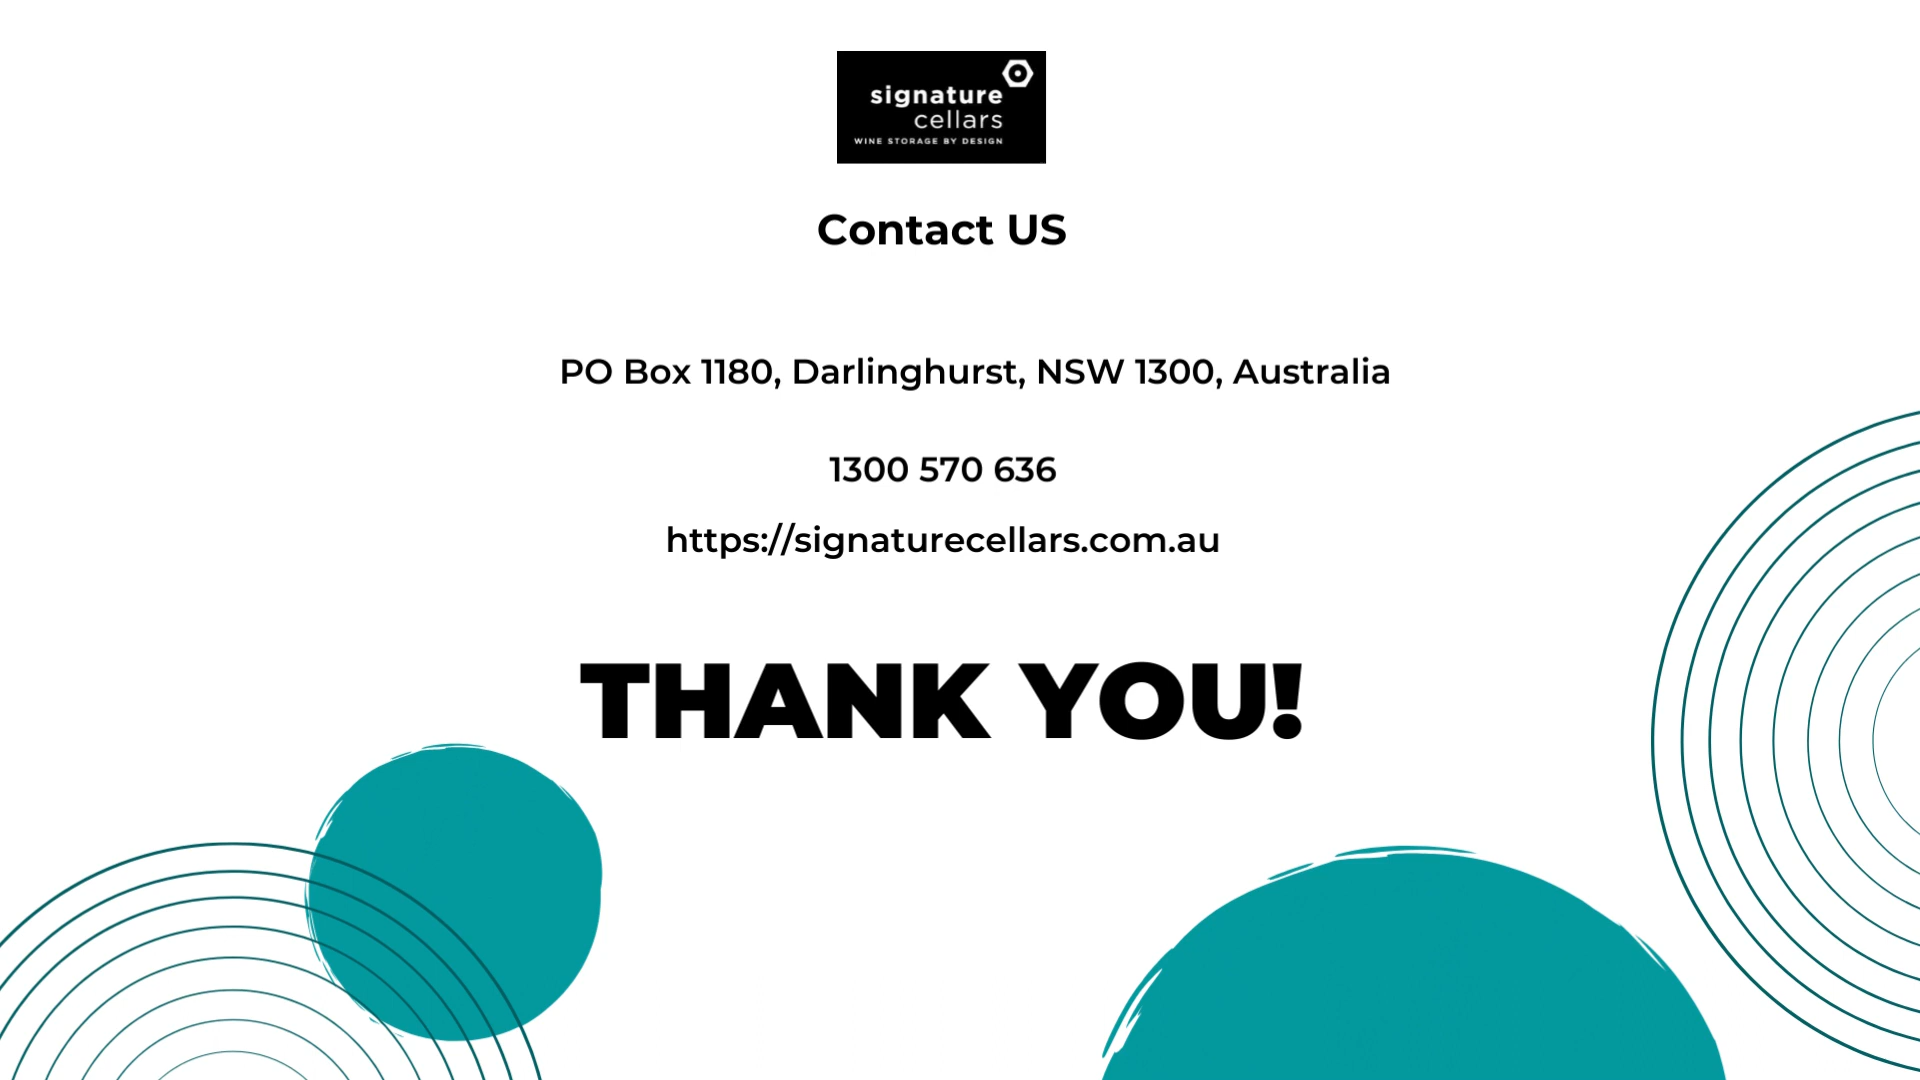 signature
cellars
WINE STORAGE BY DESIGN
Contact US
PO Box 1180, Darlinghurst, NSW 1300, Australia
1300 570 636
https://signaturecellars.com.au
THANK YOU!